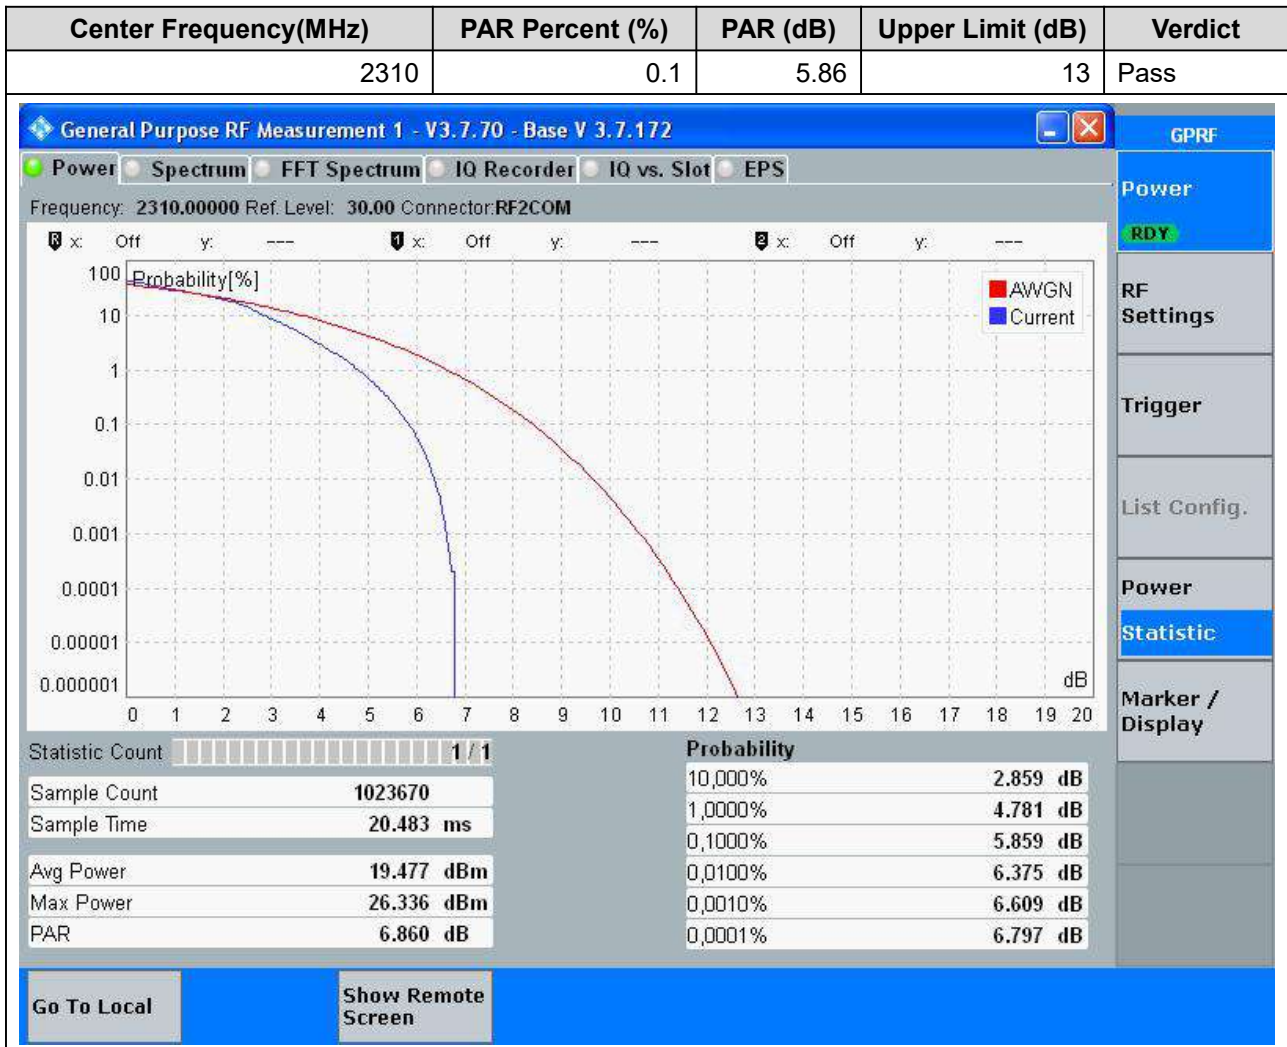 Center Frequency(MHz) PAR Percent (%) PAR (dB) Upper Limit (dB) Verdict
2310 0.1 5.86 13 Pass
General Purpose RF Measurement 1 - V3.7.70 - Base V 3.7.172
GPRF
Power Spectrum FFT Spectrum IQ Recorder IQ vs. Slot EPS
Power
RDY
Frequency: 2310.00000 Ref. Level: 30.00 Connector:RF2COM
R x: Off y: --- 1 x: Off y: --- 2 x: Off y: ---
Probability[%]
AWGN
Current
100
10
1
0.1
0.01
0.001
0.0001
0.00001
0.000001
dB
0 1 2 3 4 5 6 7 8 9 10 11 12 13 14 15 16 17 18 19 20
RF
Settings
Trigger
List Config.
Power
Statistic
Marker /
Display
Statistic Count 1 / 1
Sample Count 1023670
Sample Time 20.483 ms
Avg Power 19.477 dBm
Max Power 26.336 dBm
PAR 6.860 dB
Probability
10,000% 2.859 dB
1,0000% 4.781 dB
0,1000% 5.859 dB
0,0100% 6.375 dB
0,0010% 6.609 dB
0,0001% 6.797 dB
Go To Local
Show Remote
Screen